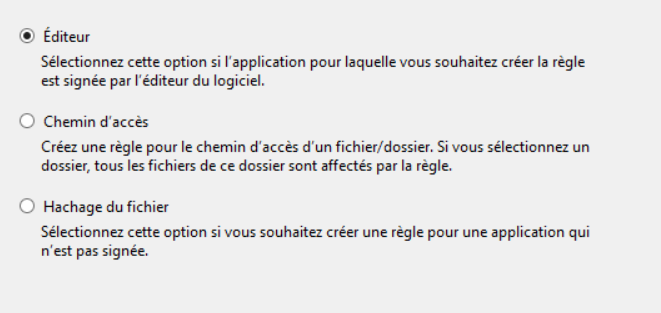 Éditeur
Sélectionnez cette option si l'application pour laquelle vous souhaitez créer la règle
est signée par l'éditeur du logiciel.
Chemin d'accès
Créez une règle pour le chemin d'accès d'un fichier/dossier. Si vous sélectionnez un
dossier, tous les fichiers de ce dossier sont affectés par la règle.
Hachage du fichier
Sélectionnez cette option si vous souhaitez créer une règle pour une application qui
n'est pas signée.